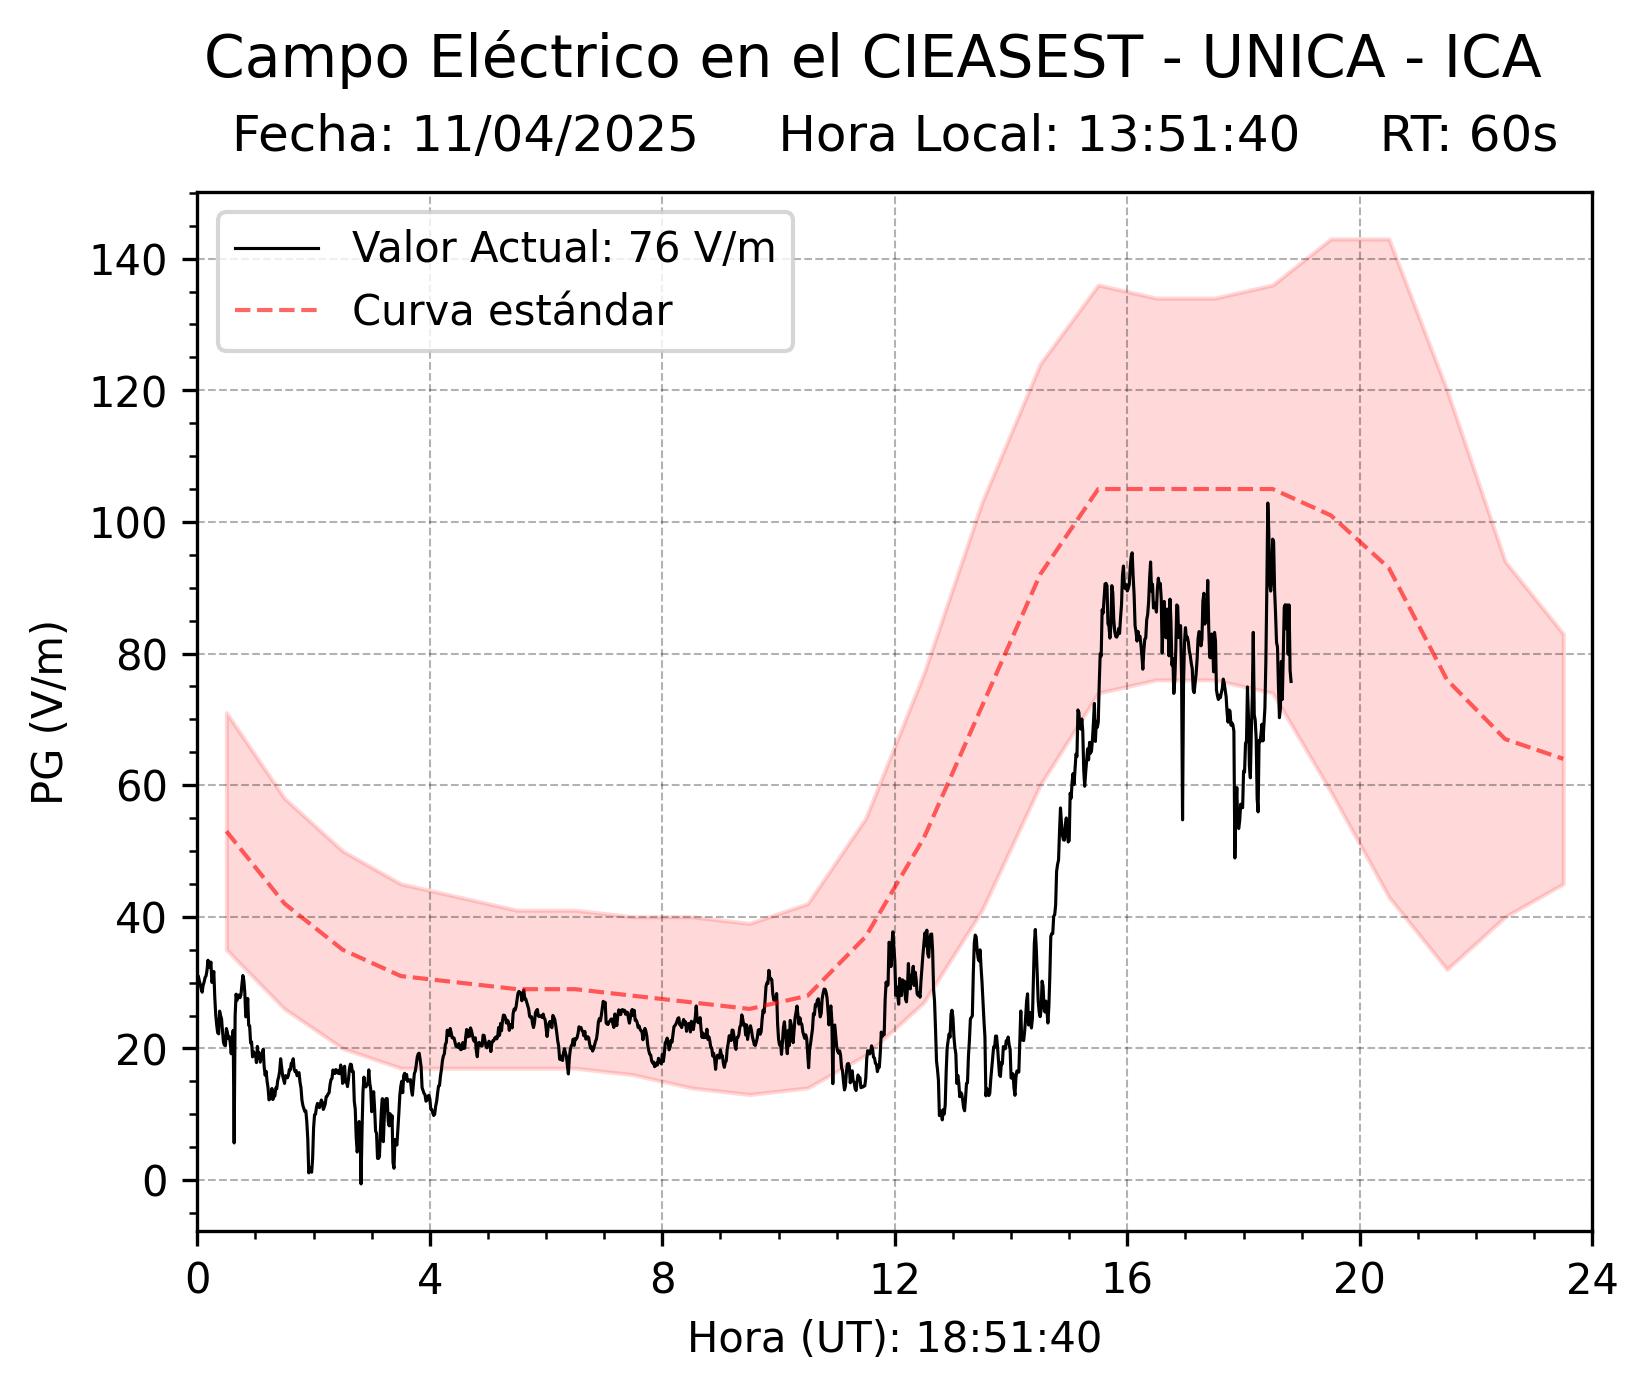 Campo Eléctrico en el CIEASEST - UNICA - ICA
Fecha: 11/04/2025 Hora Local: 13:51:40 RT: 60s
Valor Actual: 76 V/m
Curva estándar
PG (V/m)
140
120
100
80
60
40
20
0
0 4 8 12 16 20 24
Hora (UT): 18:51:40